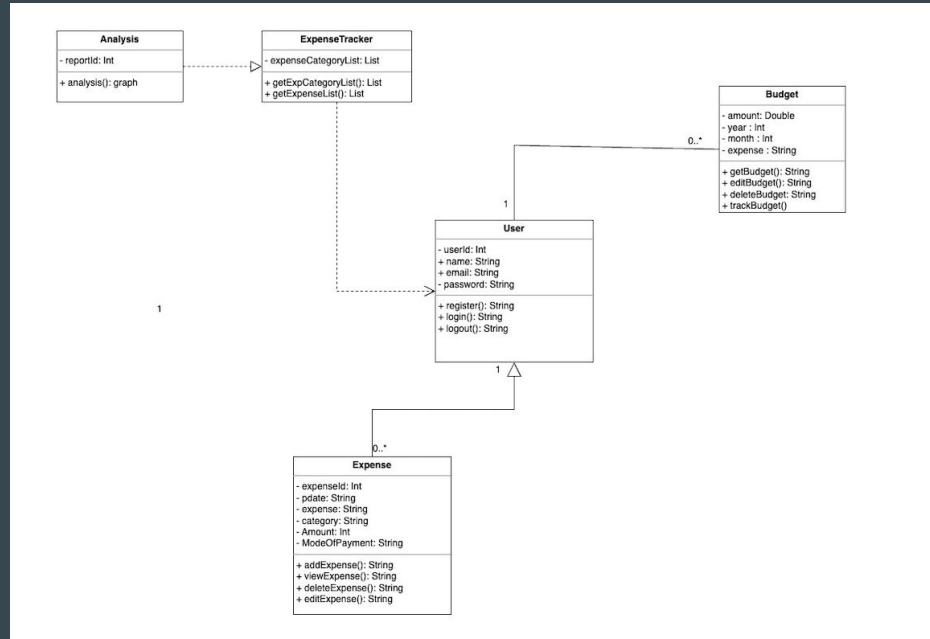 Analysis
- reportId: Int
+ analysis(): graph
ExpenseTracker
- expenseCategoryList: List
+ getExpCategoryList(): List
+ getExpenseList(): List
Budget
- amount: Double
- year : Int
- month : Int
- expense : String
+ getBudget(): String
+ editBudget(): String
+ deleteBudget: String
+ trackBudget()
0..*
1
User
- userId: Int
+ name: String
+ email: String
- password: String
+ register(): String
+ login(): String
+ logout(): String
1
1
0..*
Expense
- expenseId: Int
- pdate: String
- expense: String
- category: String
- Amount: Int
- ModeOfPayment: String
+ addExpense(): String
+ viewExpense(): String
+ deleteExpense(): String
+ editExpense(): String